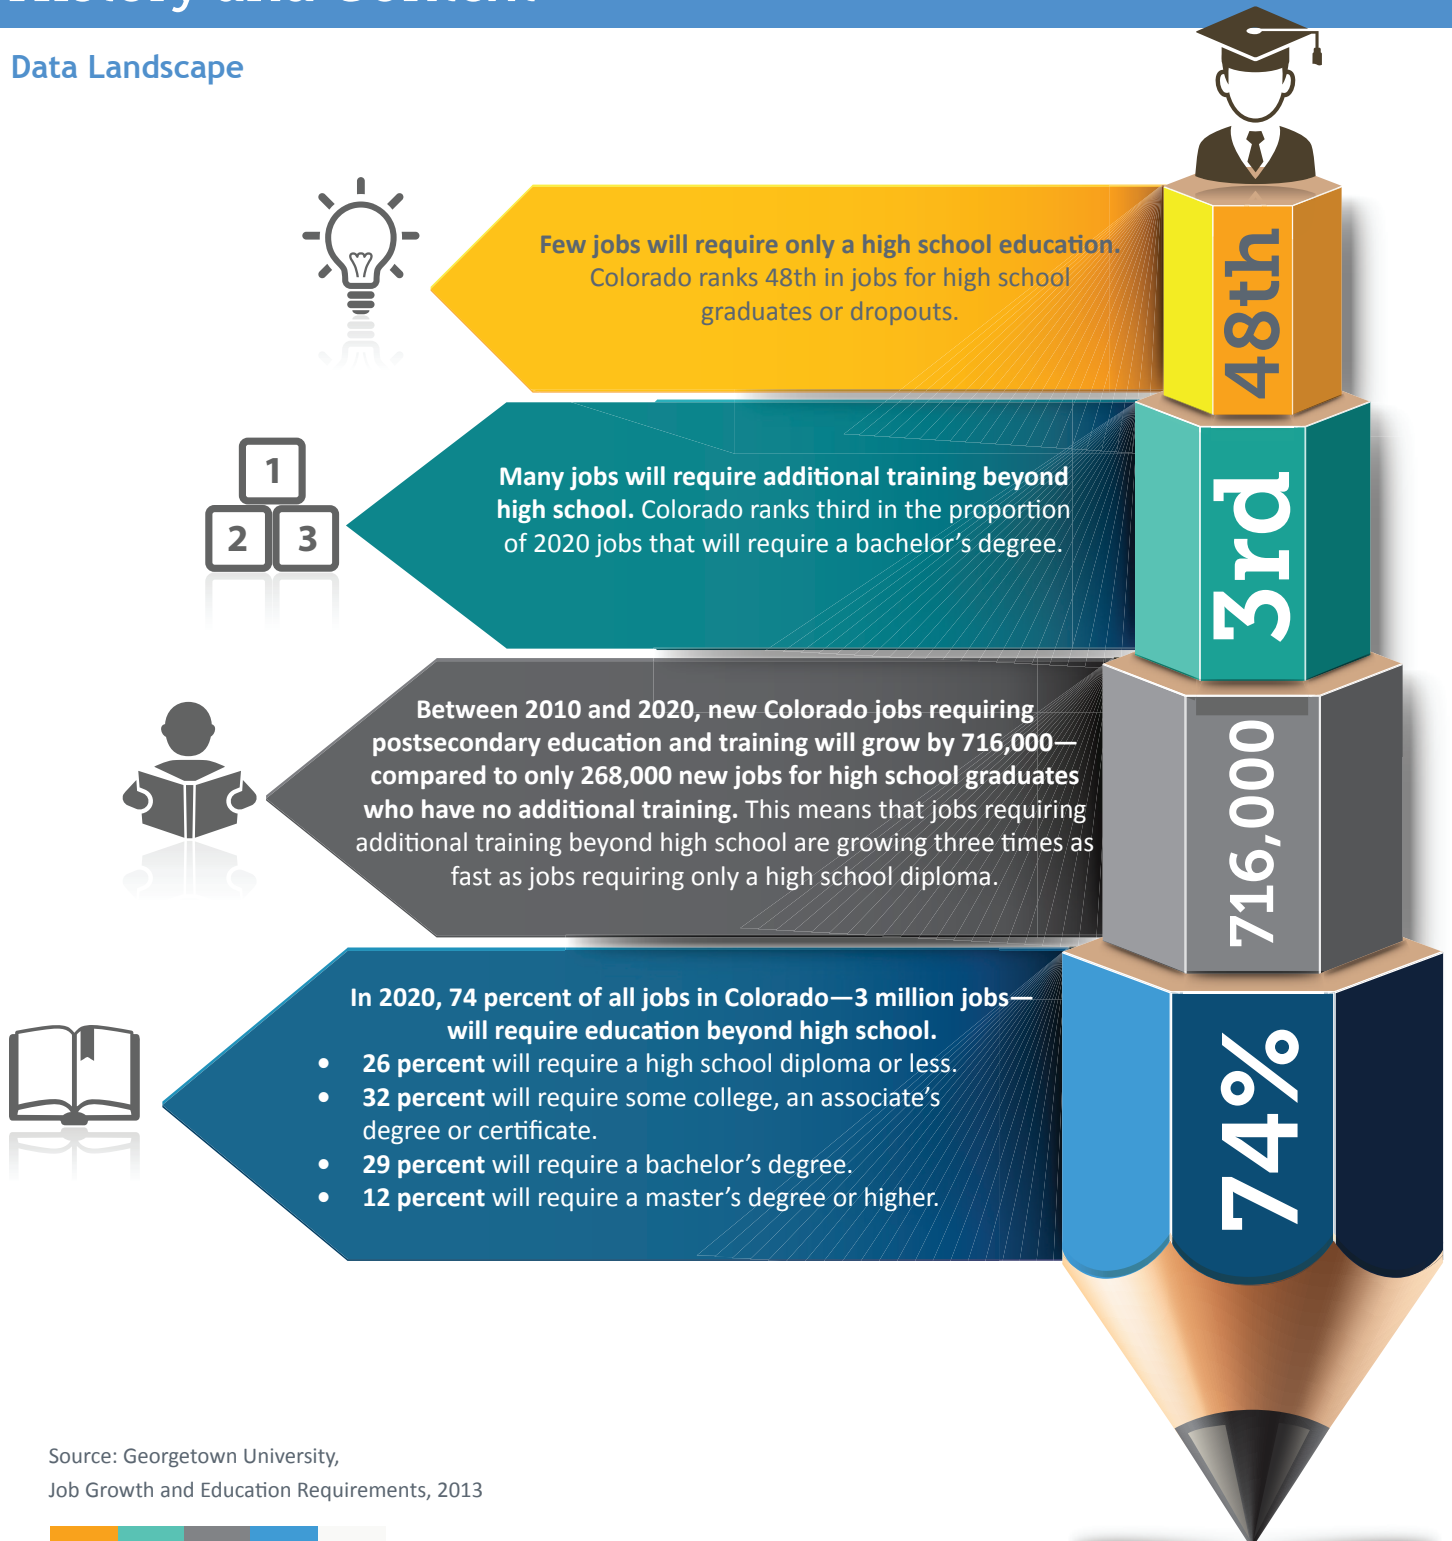 Data Landscape
Few jobs will require only a high school education.
Colorado ranks 48th in jobs for high school
graduates or dropouts.
48th
1
2 3
Many jobs will require additional training beyond
high school. Colorado ranks third in the proportion
of 2020 jobs that will require a bachelor’s degree.
3rd
Between 2010 and 2020, new Colorado jobs requiring
postsecondary education and training will grow by 716,000—
compared to only 268,000 new jobs for high school graduates
who have no additional training. This means that jobs requiring
additional training beyond high school are growing three times as
fast as jobs requiring only a high school diploma.
716,000
In 2020, 74 percent of all jobs in Colorado—3 million jobs—
will require education beyond high school.
• 26 percent will require a high school diploma or less.
• 32 percent will require some college, an associate’s
degree or certificate.
• 29 percent will require a bachelor’s degree.
• 12 percent will require a master’s degree or higher.
74%
Source: Georgetown University,
Job Growth and Education Requirements, 2013